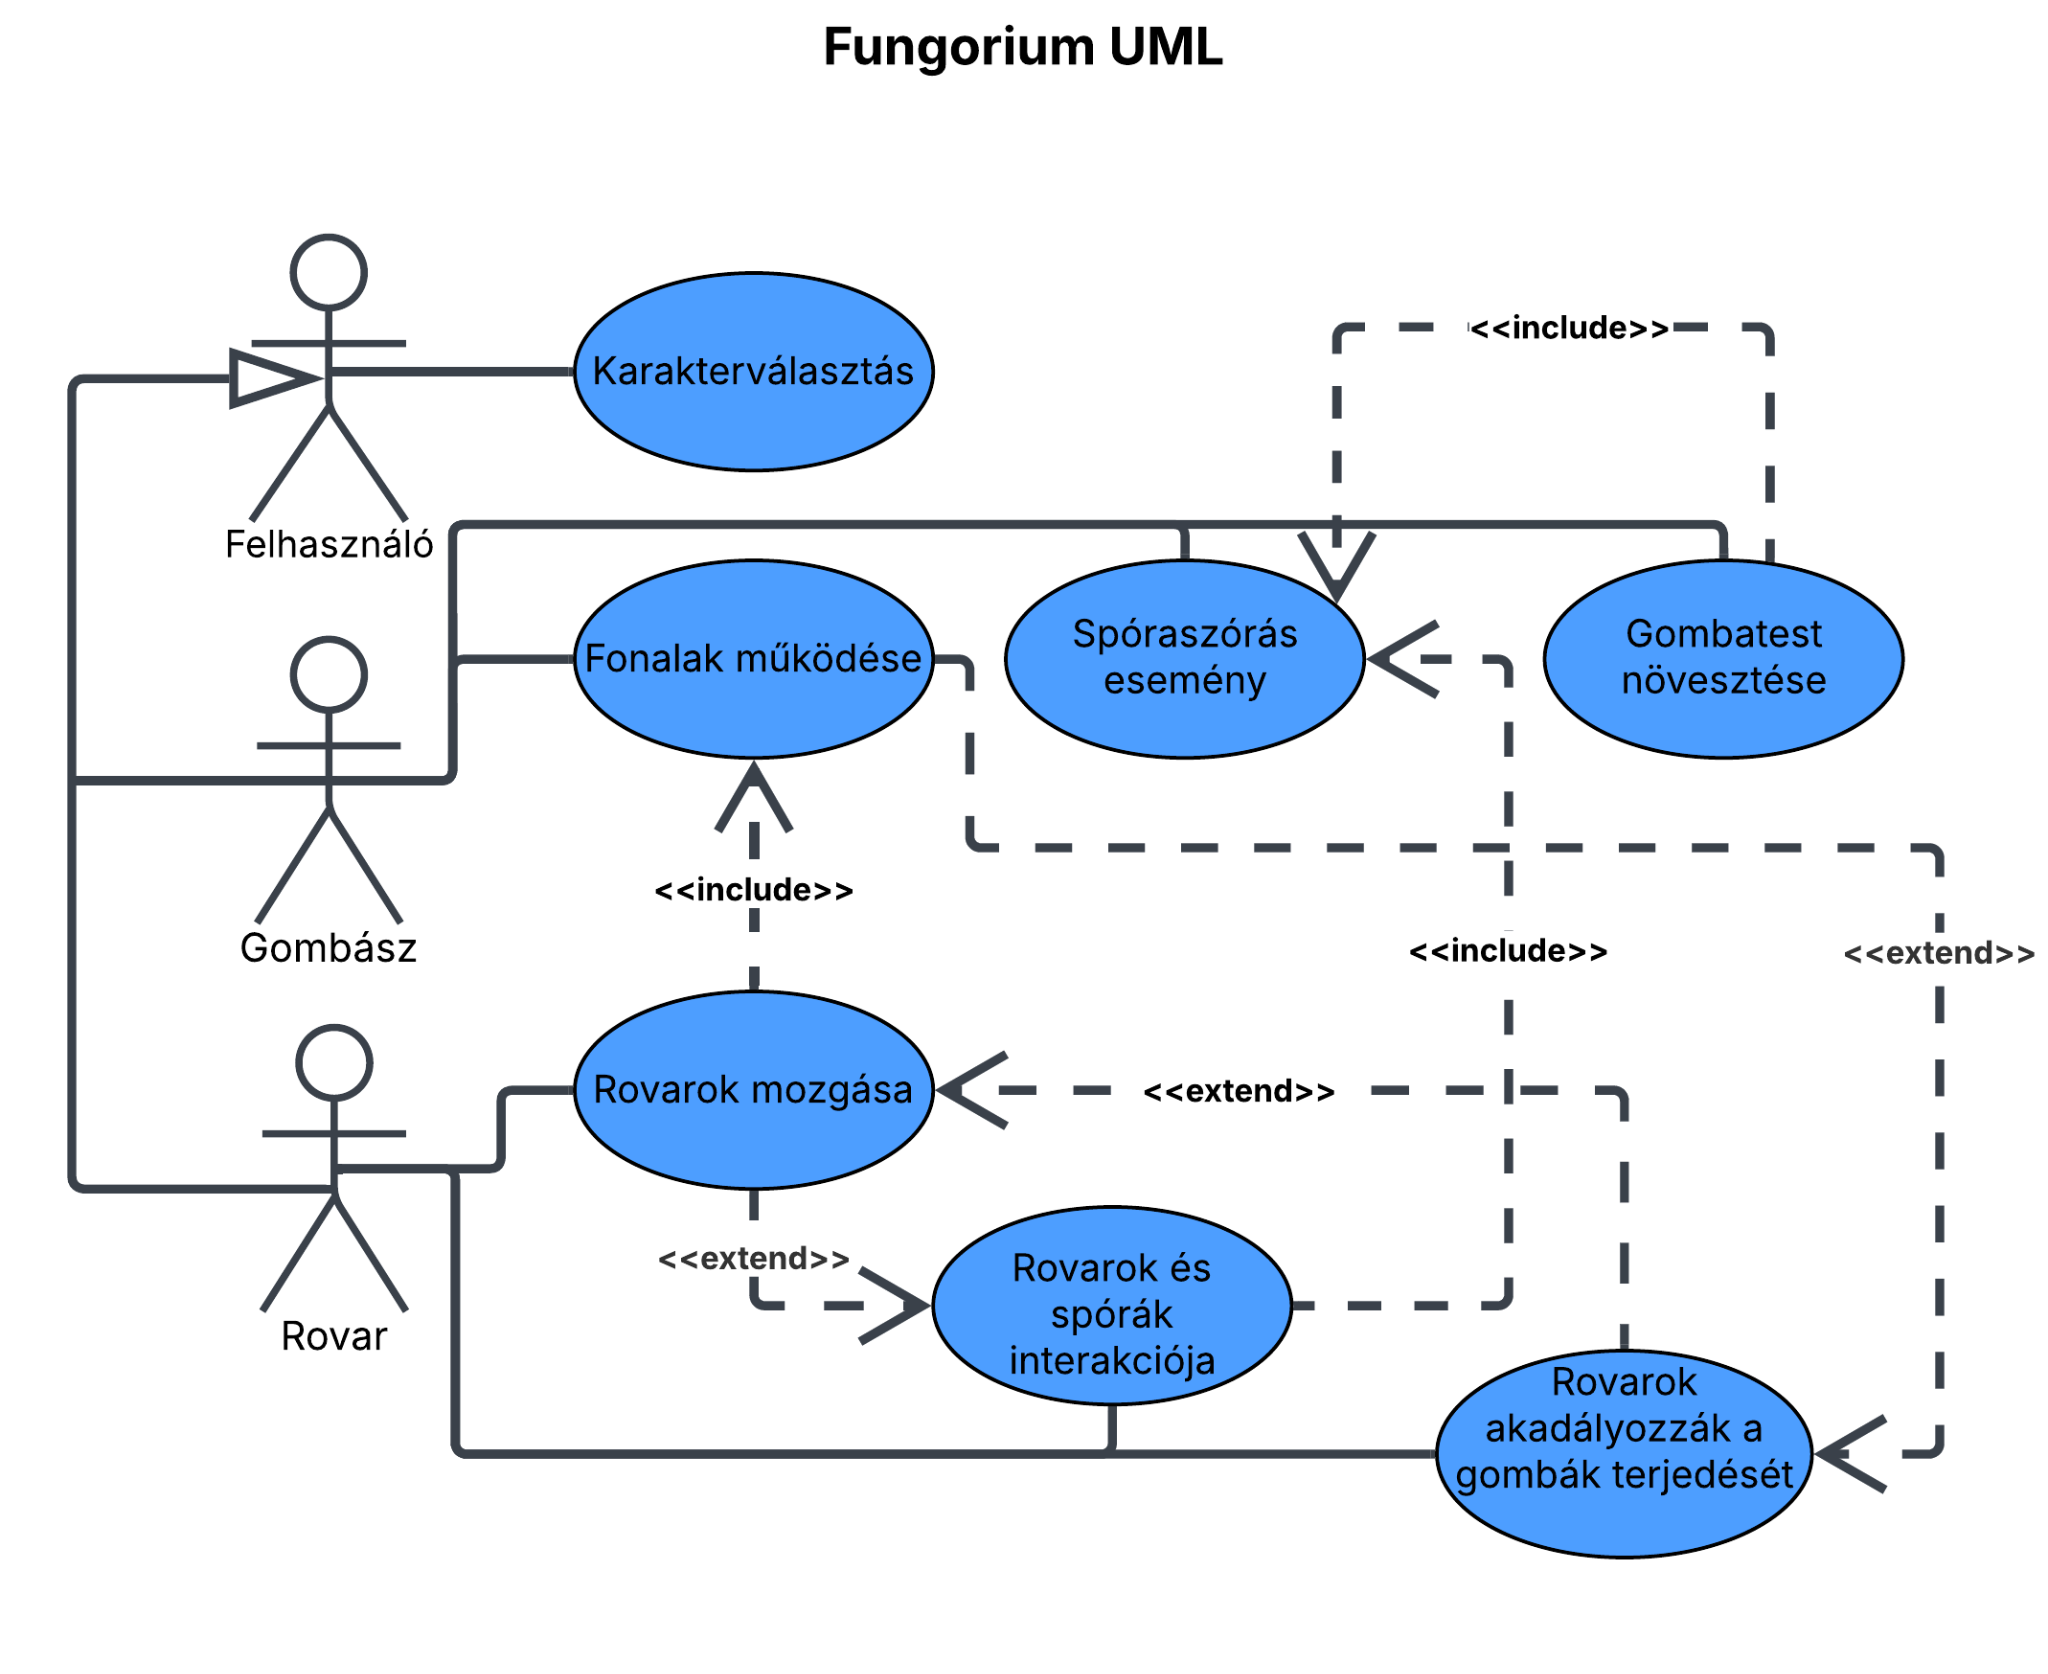 Fungorium UML
Karakterválasztás
<<include>>
Felhasználó
Fonalak működése
Spóraszórás
esemény
Gombatest
növesztése
<<include>>
Gombász
<<include>>
<<extend>>
Rovarok mozgása
<<extend>>
<<extend>>
Rovarok és
spórák
interakciója
Rovar
Rovarok
akadályozzák a
gombák terjedését